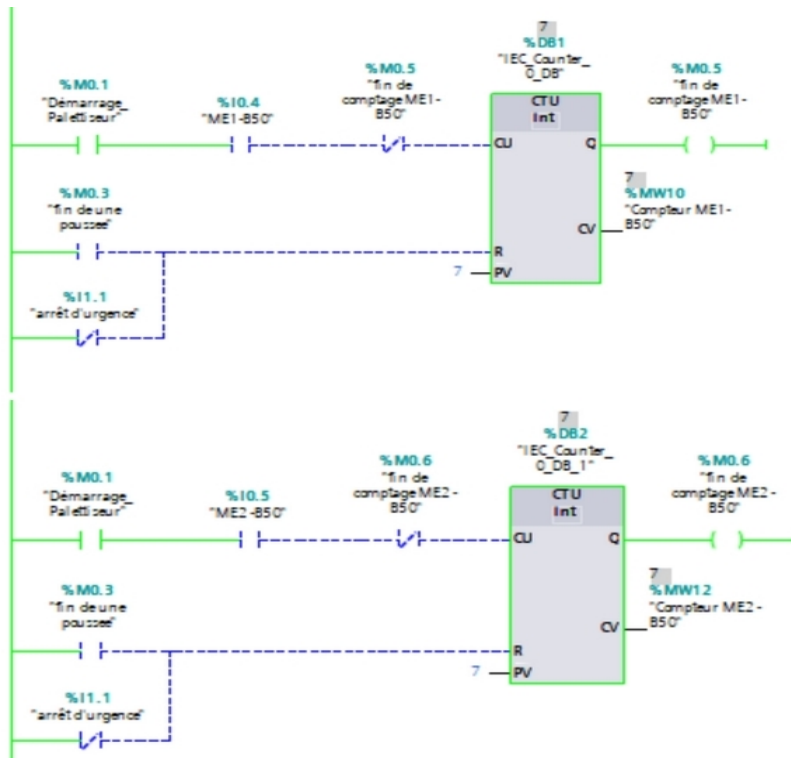 7
%DB1
"IEC_Counter_
0_DB"
%M0.1
"Démarrage_
Palettiseur"
%I0.4
"ME1-B50"
%M0.5
"fin de
comptage ME1-
B50"
CTU
Int
%M0.5
"fin de
comptage ME1-
B50"
CU
Q
7
%MW10
"Compteur ME1-
B50"
CV
%M0.3
"fin de une
poussee"
R
7
PV
%I1.1
"arrêt d'urgence"
7
%DB2
"IEC_Counter_
0_DB_1"
%M0.1
"Démarrage_
Palettiseur"
%I0.5
"ME2-B50"
%M0.6
"fin de
comptage ME2-
B50"
CTU
Int
%M0.6
"fin de
comptage ME2-
B50"
CU
Q
7
%MW12
"Compteur ME2-
B50"
CV
%M0.3
"fin de une
poussee"
R
7
PV
%I1.1
"arrêt d'urgence"